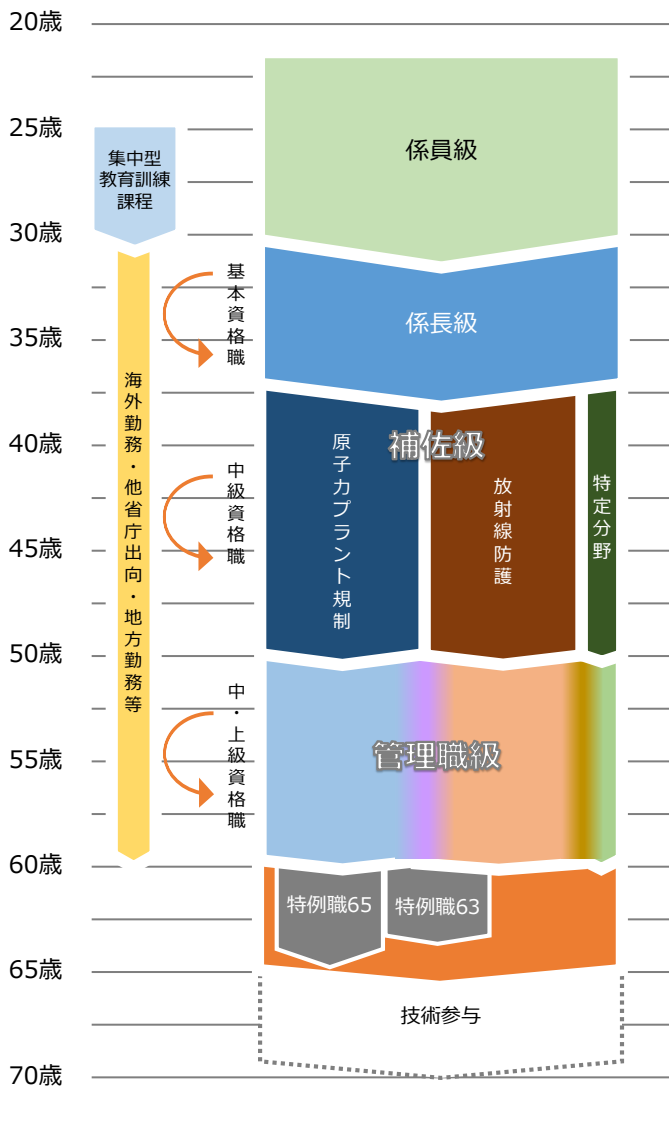 20歳
25歳
集中型
教育訓練
課程
係員級
30歳
基本資格職
係長級
35歳
海外勤務・他省庁出向・地方勤務等
40歳
補佐級
原子力プラント規制
放射線防護
特定分野
中級資格職
45歳
50歳
中・上級資格職
管理職級
55歳
60歳
特例職65
特例職63
65歳
技術参与
70歳